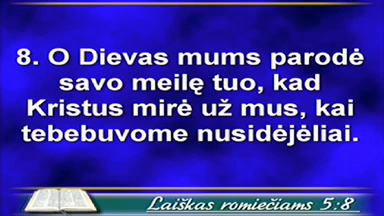 8. O Dievas mums parodė
savo meilę tuo, kad
Kristus mirė už mus, kai
tebebuvome nusidėjėliai.
Laiškas romiečiams 5:8